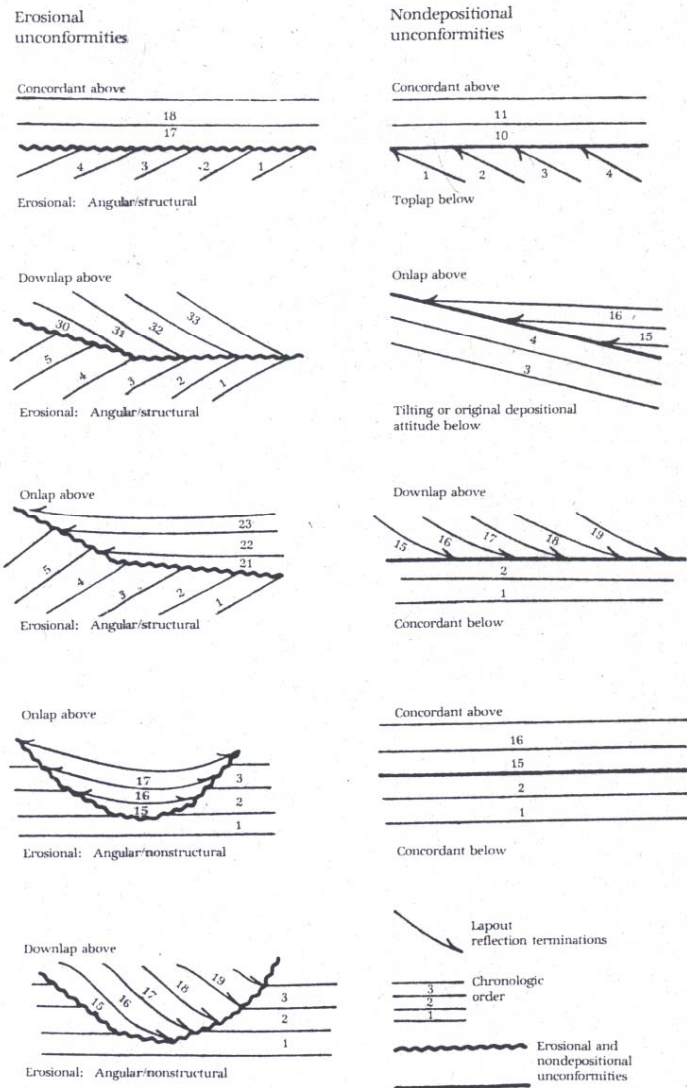 Erosional
unconformities
Concordant above
18
17
4 3 2 1
Erosional: Angular/structural
Downlap above
30 31 32 33
5 4 3 2 1
Erosional: Angular/structural
Onlap above
23
22
21
5 4 3 2 1
Erosional: Angular/structural
Onlap above
17
16
15
3
2
1
Erosional: Angular/nonstructural
Downlap above
15 16 17 18 19
3
2
1
Erosional: Angular/nonstructural
Nondepositional
unconformities
Concordant above
11
10
1 2 3 4
Toplap below
Onlap above
16
15
4
3
Tilting or original depositional
attitude below
Downlap above
15 16 17 18 19
2
1
Concordant below
Concordant above
16
15
2
1
Concordant below
Lapout
reflection terminations
3
2
1
Chronologic
order
Erosional and
nondepositional
unconformities